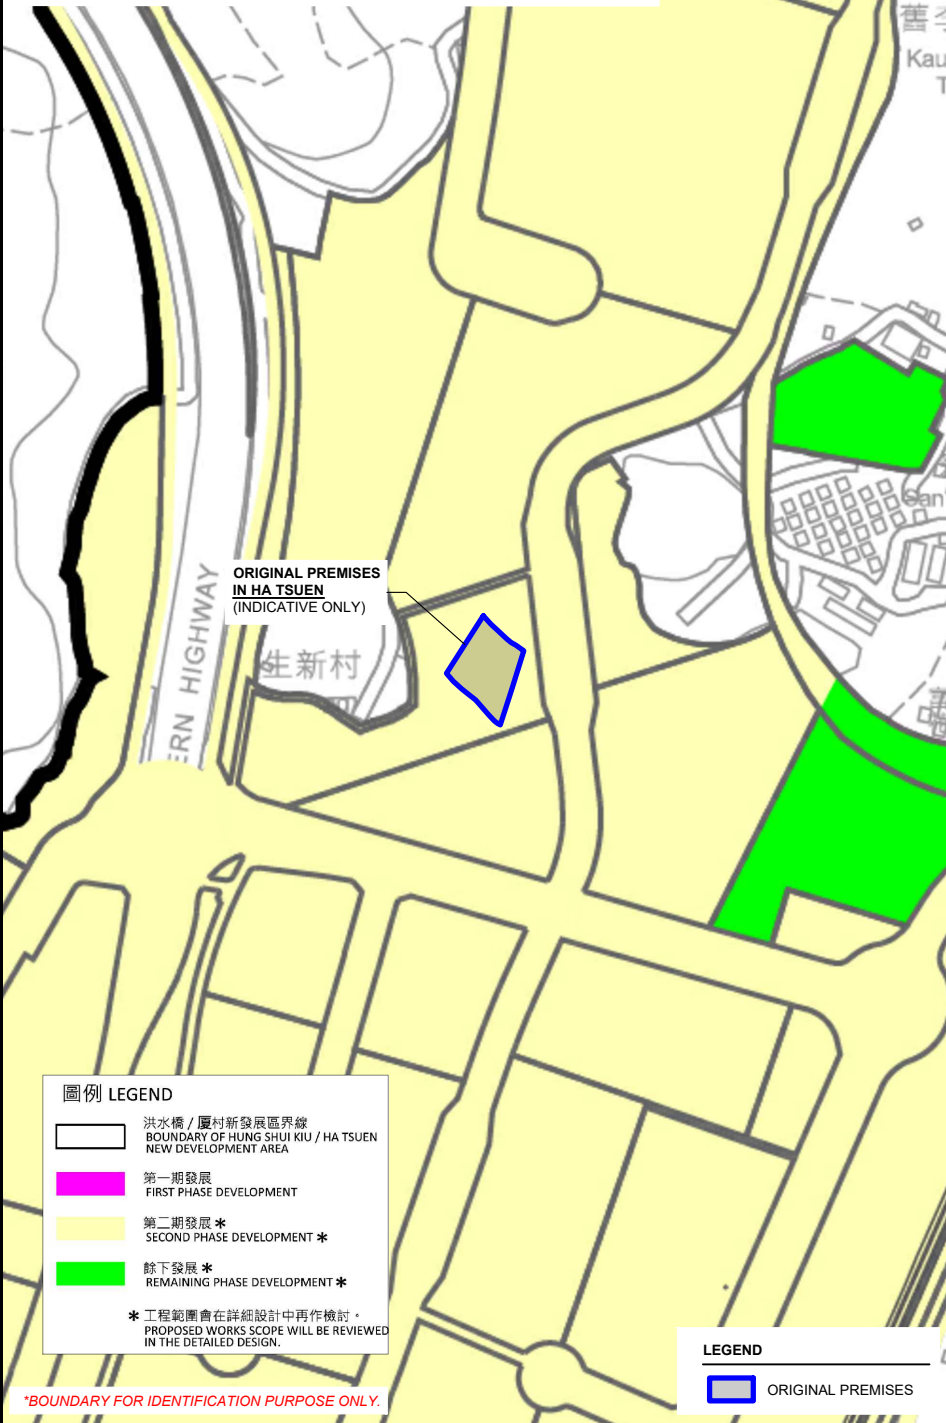 Kau
ORIGINAL PREMISES
IN HA TSUEN
(INDICATIVE ONLY)
ERN HIGHWAY
生新村
San
圖例 LEGEND
洪水橋 / 厦村新發展區界線
BOUNDARY OF HUNG SHUI KIU / HA TSUEN
NEW DEVELOPMENT AREA
第一期發展
FIRST PHASE DEVELOPMENT
第二期發展 *
SECOND PHASE DEVELOPMENT *
餘下發展 *
REMAINING PHASE DEVELOPMENT *
* 工程範圍會在詳細設計中再作檢討。
PROPOSED WORKS SCOPE WILL BE REVIEWED
IN THE DETAILED DESIGN.
*BOUNDARY FOR IDENTIFICATION PURPOSE ONLY.
LEGEND
ORIGINAL PREMISES